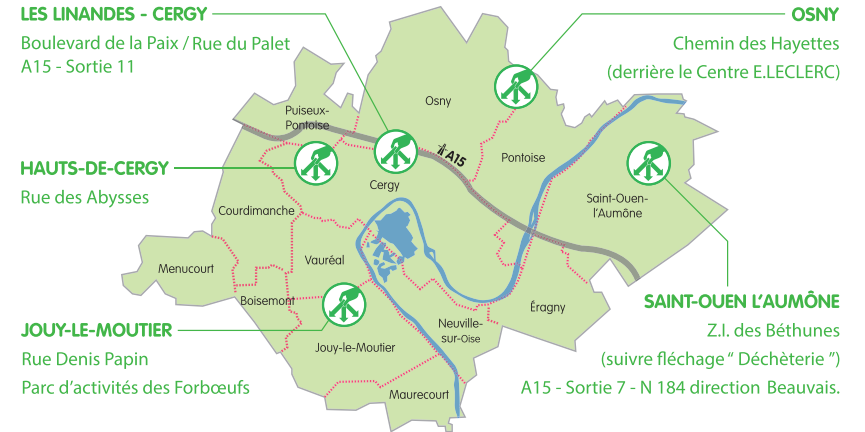 LES LINANDES - CERGY
Boulevard de la Paix / Rue du Palet
A15 - Sortie 11
OSNY
Chemin des Hayettes
(derrière le Centre E.LECLERC)
HAUTS-DE-CERGY
Rue des Abysses
JOUY-LE-MOUTIER
Rue Denis Papin
Parc d’activités des Forbœufs
SAINT-OUEN L’AUMÔNE
Z.I. des Béthunes
(suivre fléchage “ Déchèterie ”)
A15 - Sortie 7 - N 184 direction Beauvais.
Puiseux-
Pontoise
Osny
A15
Pontoise
Cergy
Saint-Ouen-
l’Aumône
Courdimanche
Vauréal
Menucourt
Boisemont
Éragny
Neuville-
sur-Oise
Jouy-le-Moutier
Maurecourt